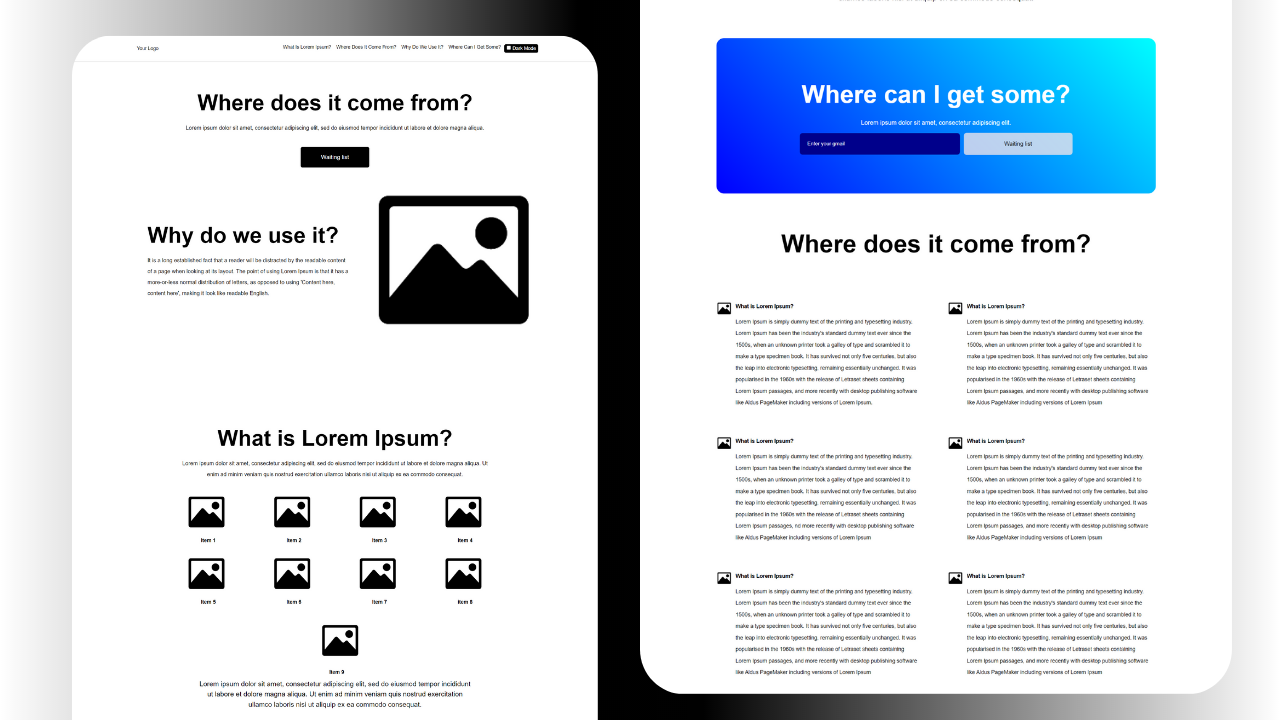 Your Logo
What Is Lorem Ipsum? Where Does It Come From? Why Do We Use It? Where Can I Get Some? Dark Mode
Where does it come from?
Lorem ipsum dolor sit amet, consectetur adipiscing elit, sed do eiusmod tempor incididunt ut labore et dolore magna aliqua.
Waiting list
Why do we use it?
It is a long established fact that a reader will be distracted by the readable content
of a page when looking at its layout. The point of using Lorem Ipsum is that it has a
more-or-less normal distribution of letters, as opposed to using 'Content here,
content here', making it look like readable English.
What is Lorem Ipsum?
Lorem ipsum dolor sit amet, consectetur adipiscing elit, sed do eiusmod tempor incididunt ut labore et dolore magna aliqua. Ut
enim ad minim veniam quis nostrud exercitation ullamco laboris nisi ut aliquip ex ea commodo consequat.
Item 1
Item 2
Item 3
Item 4
Item 5
Item 6
Item 7
Item 8
Item 9
Lorem ipsum dolor sit amet, consectetur adipiscing elit, sed do eiusmod tempor incididunt
ut labore et dolore magna aliqua. Ut enim ad minim veniam quis nostrud exercitation
ullamco laboris nisi ut aliquip ex ea commodo consequat.
Where can I get some?
Lorem ipsum dolor sit amet, consectetur adipiscing elit.
Enter your gmail
Waiting list
Where does it come from?
What is Lorem Ipsum?
Lorem Ipsum is simply dummy text of the printing and typesetting industry.
Lorem Ipsum has been the industry's standard dummy text ever since the
1500s, when an unknown printer took a galley of type and scrambled it to
make a type specimen book. It has survived not only five centuries, but also
the leap into electronic typesetting, remaining essentially unchanged. It was
popularised in the 1960s with the release of Letraset sheets containing
Lorem Ipsum passages, and more recently with desktop publishing software
like Aldus PageMaker including versions of Lorem Ipsum.
What is Lorem Ipsum?
Lorem Ipsum is simply dummy text of the printing and typesetting industry.
Lorem Ipsum has been the industry's standard dummy text ever since the
1500s, when an unknown printer took a galley of type and scrambled it to
make a type specimen book. It has survived not only five centuries, but also
the leap into electronic typesetting, remaining essentially unchanged. It was
popularised in the 1960s with the release of Letraset sheets containing
Lorem Ipsum passages, and more recently with desktop publishing software
like Aldus PageMaker including versions of Lorem Ipsum
What is Lorem Ipsum?
Lorem Ipsum is simply dummy text of the printing and typesetting industry.
Lorem Ipsum has been the industry's standard dummy text ever since the
1500s, when an unknown printer took a galley of type and scrambled it to
make a type specimen book. It has survived not only five centuries, but also
the leap into electronic typesetting, remaining essentially unchanged. It was
popularised in the 1960s with the release of Letraset sheets containing
Lorem Ipsum passages, nd more recently with desktop publishing software
like Aldus PageMaker including versions of Lorem Ipsum
What is Lorem Ipsum?
Lorem Ipsum is simply dummy text of the printing and typesetting industry.
Lorem Ipsum has been the industry's standard dummy text ever since the
1500s, when an unknown printer took a galley of type and scrambled it to
make a type specimen book. It has survived not only five centuries, but also
the leap into electronic typesetting, remaining essentially unchanged. It was
popularised in the 1960s with the release of Letraset sheets containing
Lorem Ipsum passages, and more recently with desktop publishing software
like Aldus PageMaker including versions of Lorem Ipsum
What is Lorem Ipsum?
Lorem Ipsum is simply dummy text of the printing and typesetting industry.
Lorem Ipsum has been the industry's standard dummy text ever since the
1500s, when an unknown printer took a galley of type and scrambled it to
make a type specimen book. It has survived not only five centuries, but also
the leap into electronic typesetting, remaining essentially unchanged. It was
popularised in the 1960s with the release of Letraset sheets containing
Lorem Ipsum passages, and more recently with desktop publishing software
like Aldus PageMaker including versions of Lorem Ipsum
What is Lorem Ipsum?
Lorem Ipsum is simply dummy text of the printing and typesetting industry.
Lorem Ipsum has been the industry's standard dummy text ever since the
1500s, when an unknown printer took a galley of type and scrambled it to
make a type specimen book. It has survived not only five centuries, but also
the leap into electronic typesetting, remaining essentially unchanged. It was
popularised in the 1960s with the release of Letraset sheets containing
Lorem Ipsum passages, and more recently with desktop publishing software
like Aldus PageMaker including versions of Lorem Ipsum